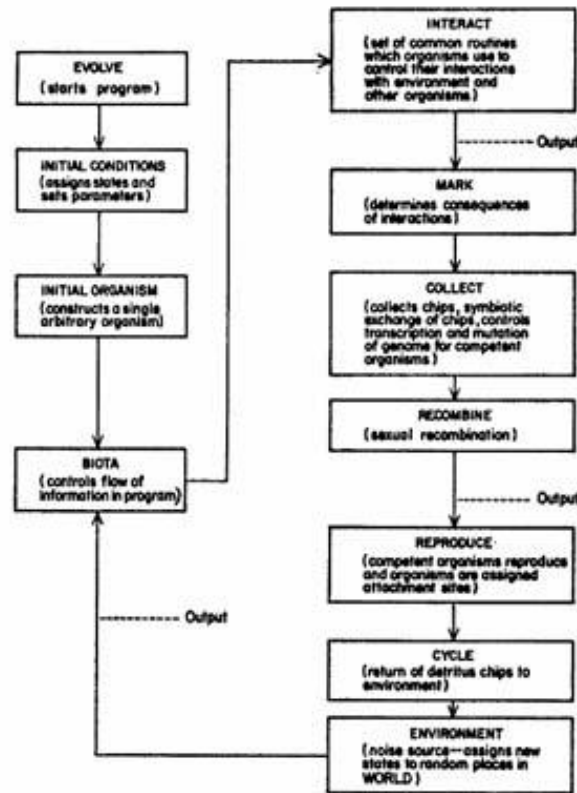 EVOLVE
(starts program)
INITIAL CONDITIONS
(assigns states and
sets parameters)
INITIAL ORGANISM
(constructs a single
arbitrary organism)
BIOTA
(controls flow of
information in program)
Output
INTERACT
(set of common routines
which organisms use to
control their interactions
with environment and
other organisms)
Output
MARK
(determines consequences
of interactions)
COLLECT
(collects chips, symbiotic
exchange of chips, controls
transcription and mutation
of genome for competent
organisms)
RECOMBINE
(sexual recombination)
Output
REPRODUCE
(competent organisms reproduce
and organisms are assigned
attachment sites)
CYCLE
(return of detritus chips to
environment)
ENVIRONMENT
(noise source—assigns new
states to random places in
WORLD)